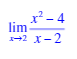 lim x→2 x² − 4 / x − 2